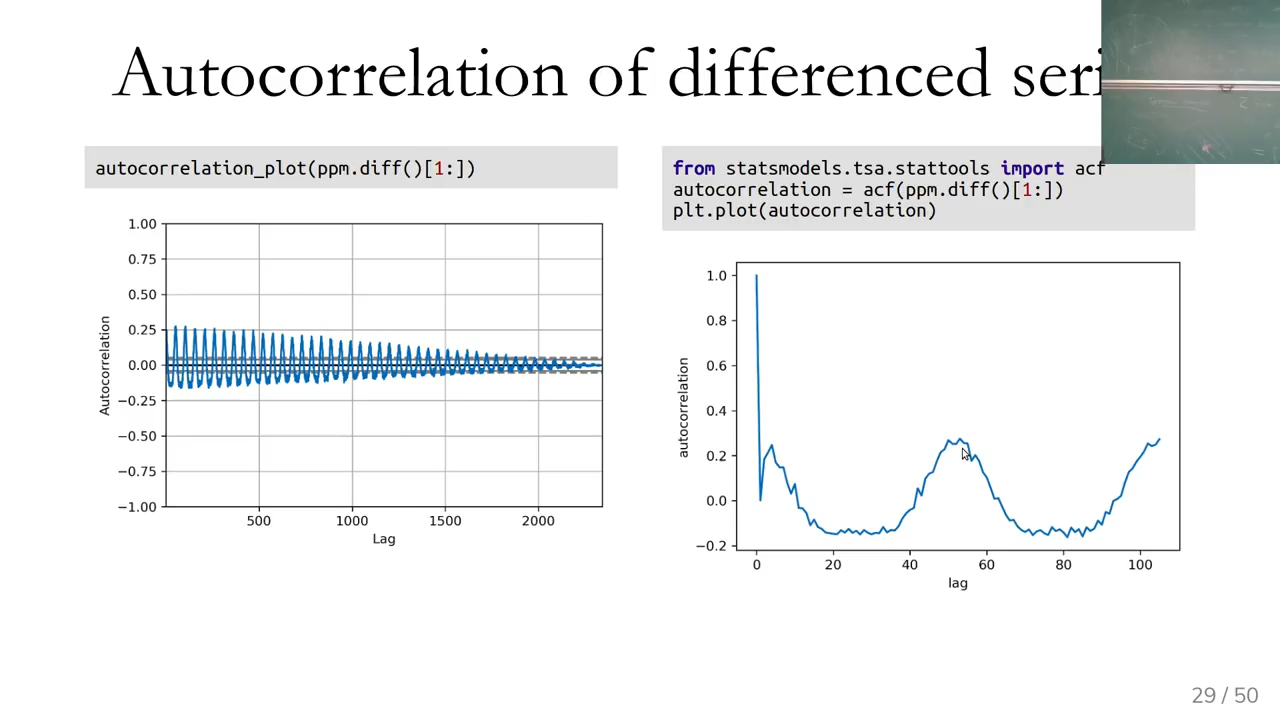 Autocorrelation of differenced seri
autocorrelation_plot(ppm.diff()[1:])
1.00
0.75
0.50
0.25
0.00
−0.25
−0.50
−0.75
−1.00
Autocorrelation
500
1000
1500
2000
Lag
from statsmodels.tsa.stattools import acf
autocorrelation = acf(ppm.diff()[1:])
plt.plot(autocorrelation)
1.0
0.8
0.6
0.4
0.2
0.0
−0.2
autocorrelation
0
20
40
60
80
100
lag
29 / 50